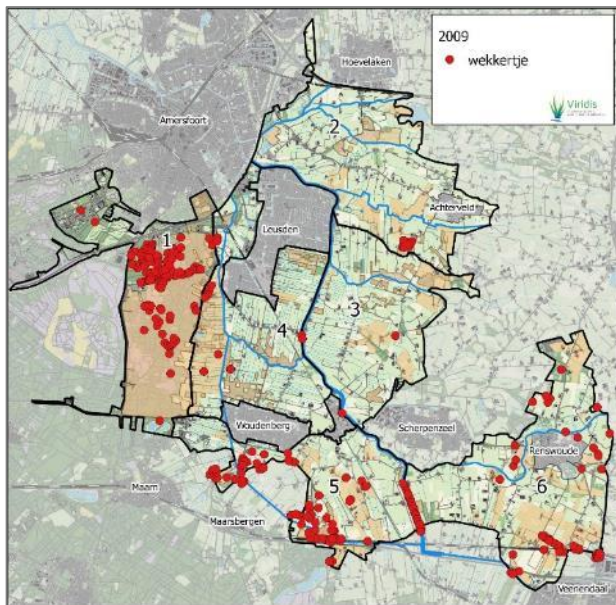 2009
wekkertje
Viridis
Hoevelaken
Amersfoort
2
Achterveld
Leusden
1
3
4
Woudenberg
Scherpenzeel
Renswoude
Maarn
5
6
Maarsbergen
Veenendaal